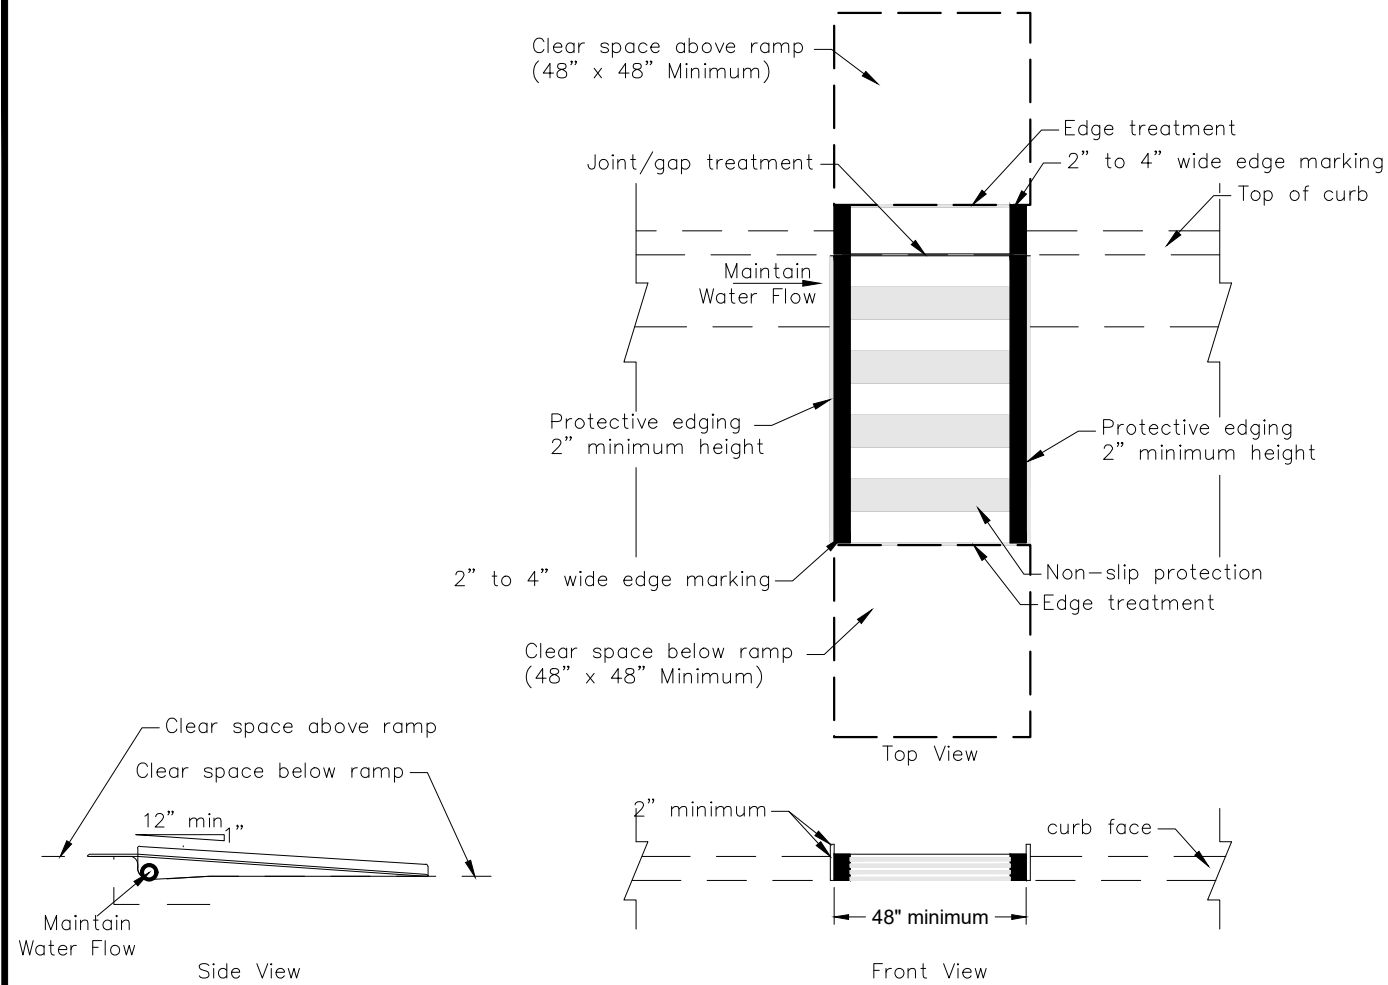 Clear space above ramp
(48” x 48” Minimum)
Edge treatment
Joint/gap treatment
2” to 4” wide edge marking
Top of curb
Maintain
Water Flow
Protective edging
2” minimum height
Protective edging
2” minimum height
2” to 4” wide edge marking
Non-slip protection
Edge treatment
Clear space below ramp
(48” x 48” Minimum)
Top View
Clear space above ramp
Clear space below ramp
12” min
1”
Maintain
Water Flow
Side View
2” minimum
curb face
48" minimum
Front View